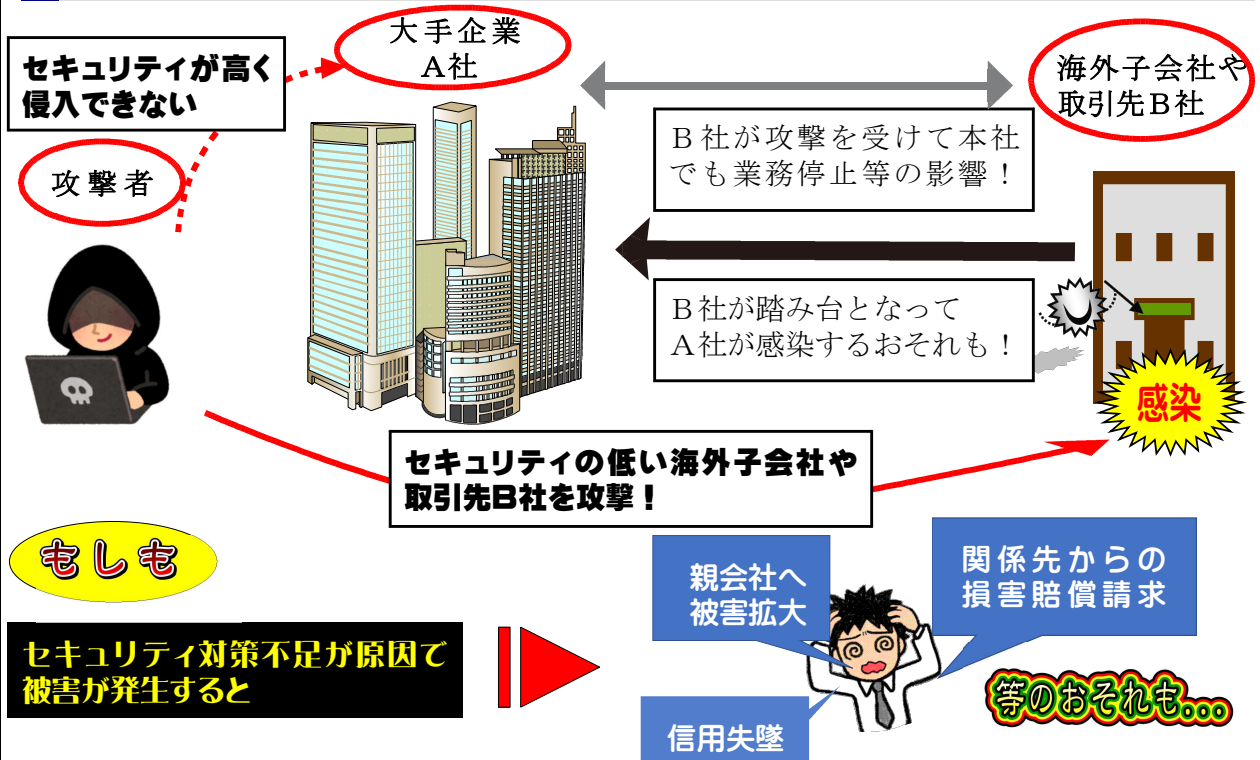 大手企業
A社
セキュリティが高く
侵入できない
海外子会社や
取引先B社
攻撃者
B社が攻撃を受けて本社
でも業務停止等の影響!
B社が踏み台となって
A社が感染するおそれも!
感染
セキュリティの低い海外子会社や
取引先B社を攻撃!
もしも
セキュリティ対策不足が原因で
被害が発生すると
親会社へ
被害拡大
関係先からの
損害賠償請求
信用失墜
等のおそれも...